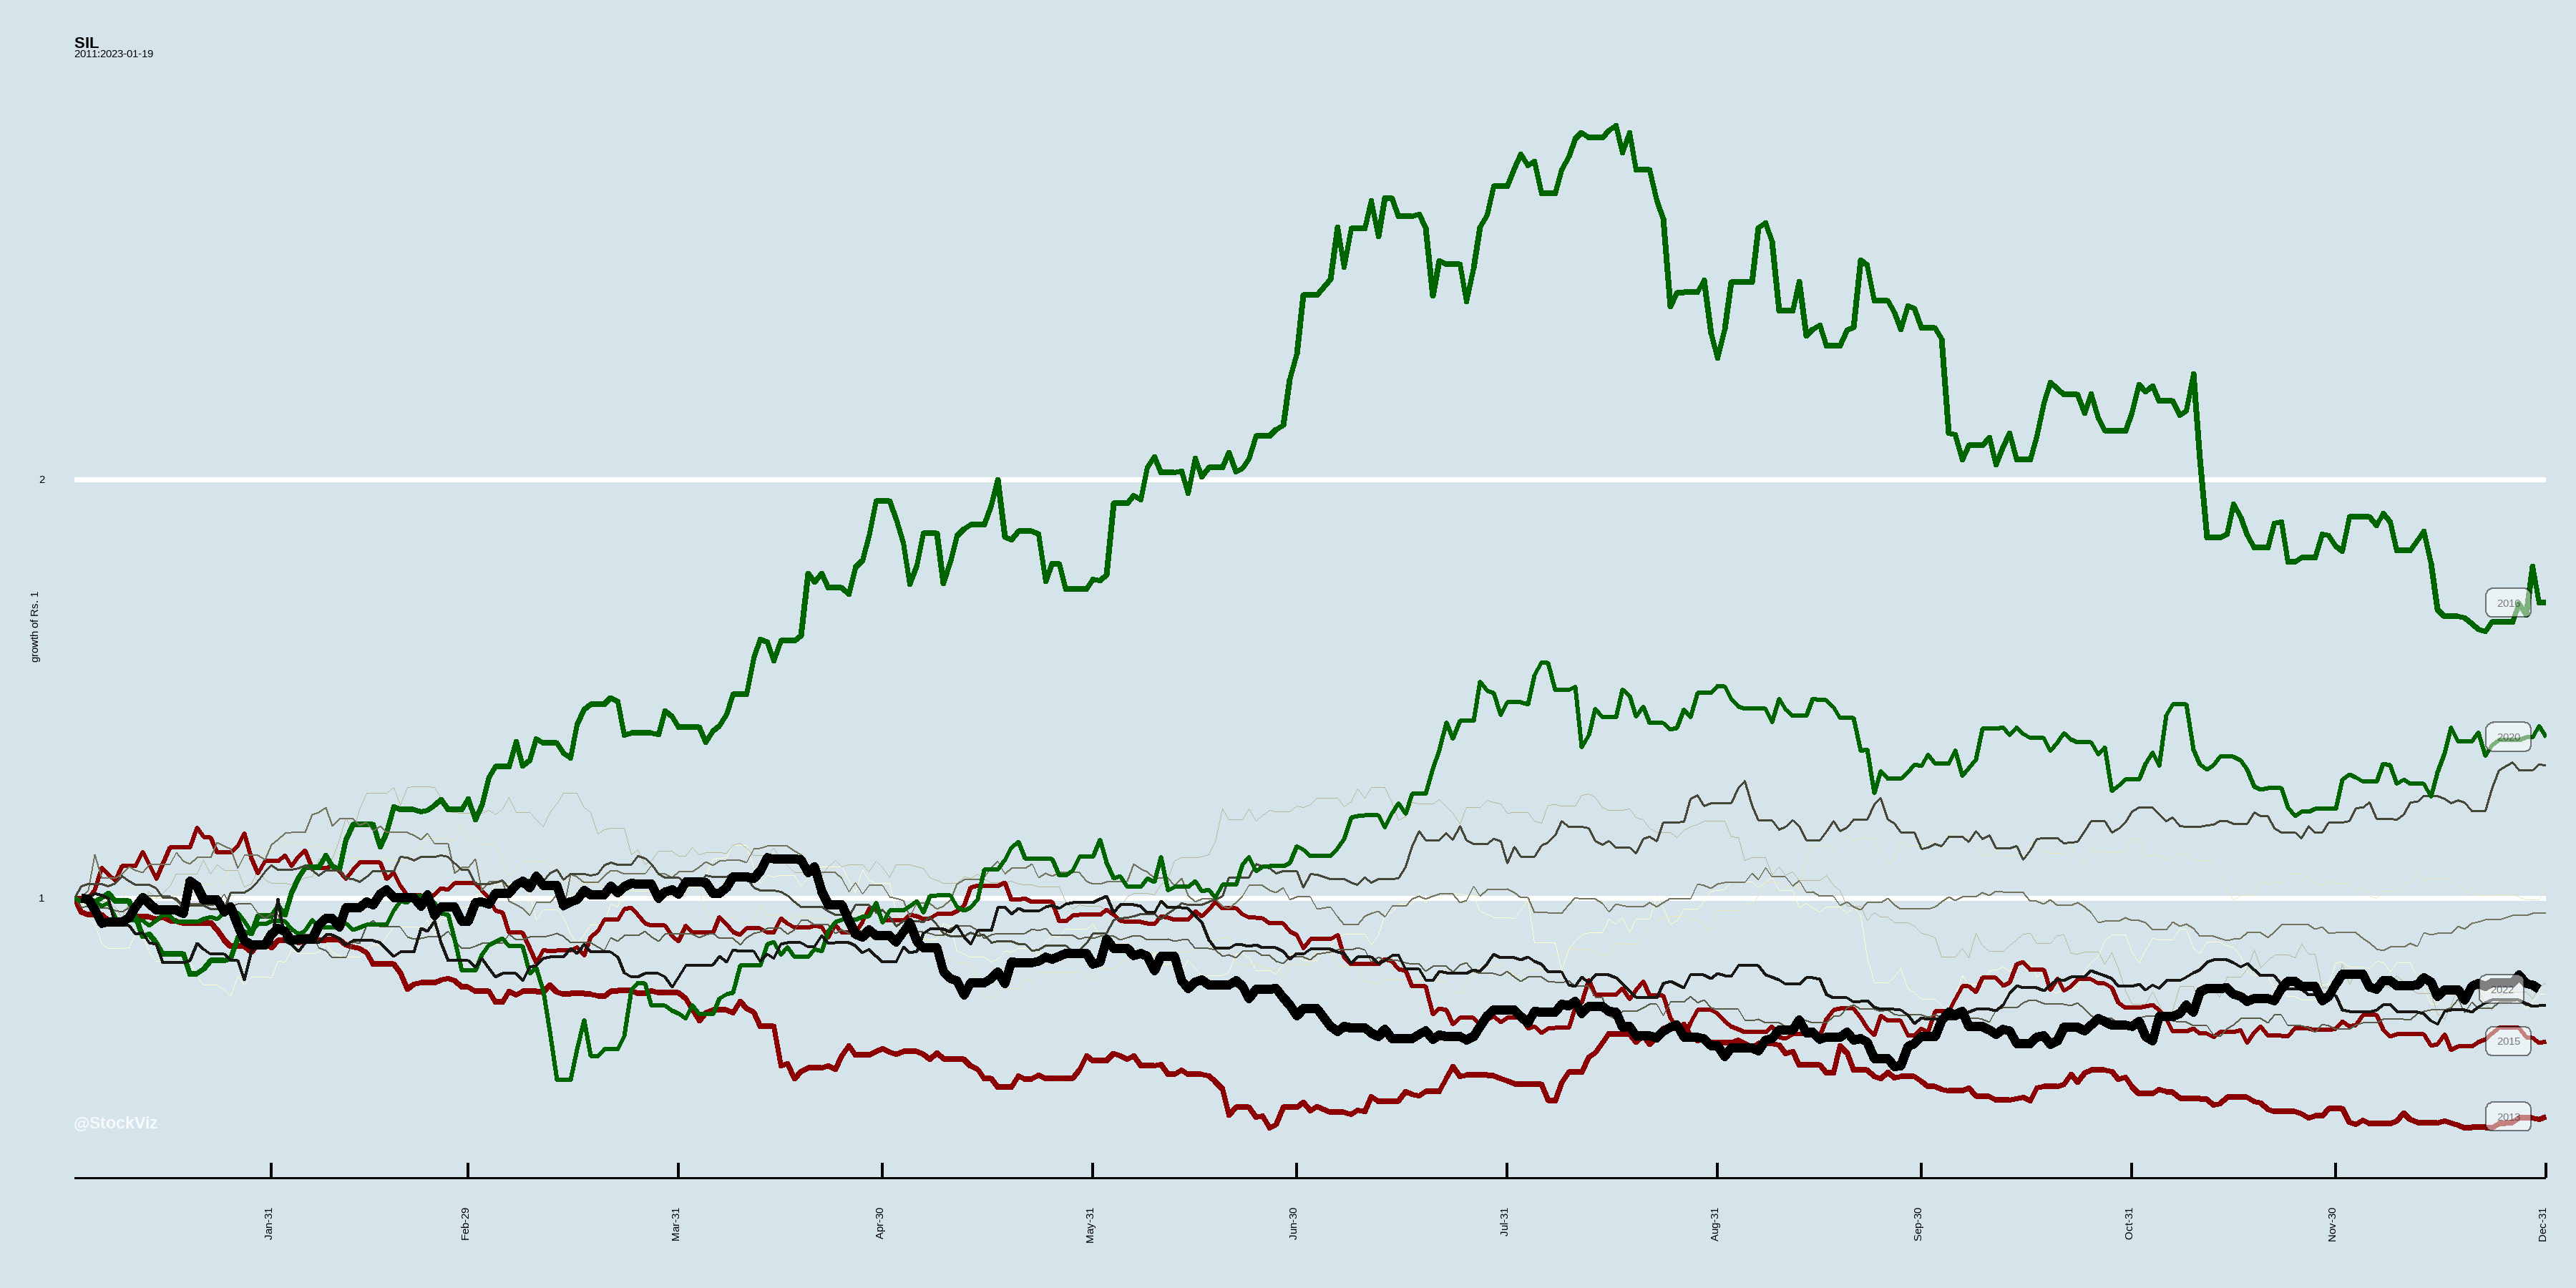 SIL
2011:2023-01-19
2
growth of Rs. 1
1
2016
2020
2022
2015
2013
@StockViz
Jan-31
Feb-29
Mar-31
Apr-30
May-31
Jun-30
Jul-31
Aug-31
Sep-30
Oct-31
Nov-30
Dec-31